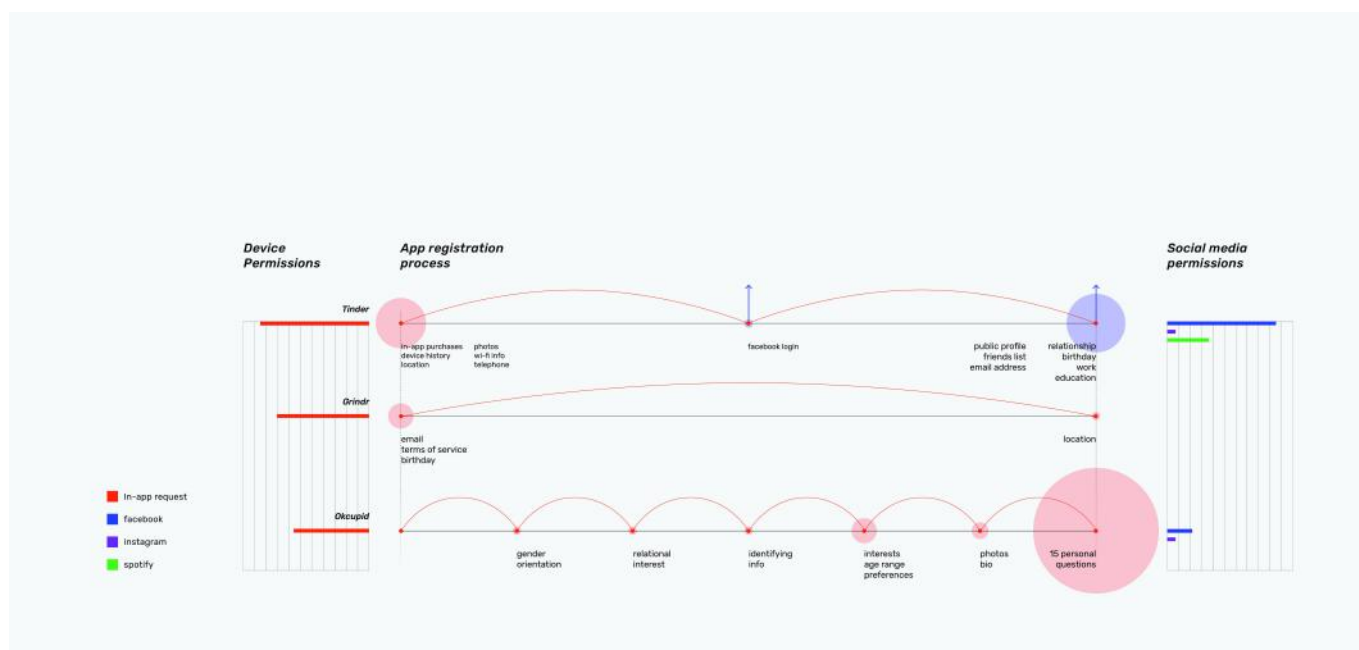 Device
Permissions
App registration
process
Social media
permissions
Tinder
in-app purchases
device history
location
photos
wi-fi info
telephone
facebook login
public profile
friends list
email address
relationship
birthday
work
education
Grindr
email
terms of service
birthday
location
Okcupid
gender
orientation
relational
interest
identifying
info
interests
age range
preferences
photos
bio
15 personal
questions
In-app request
facebook
instagram
spotify